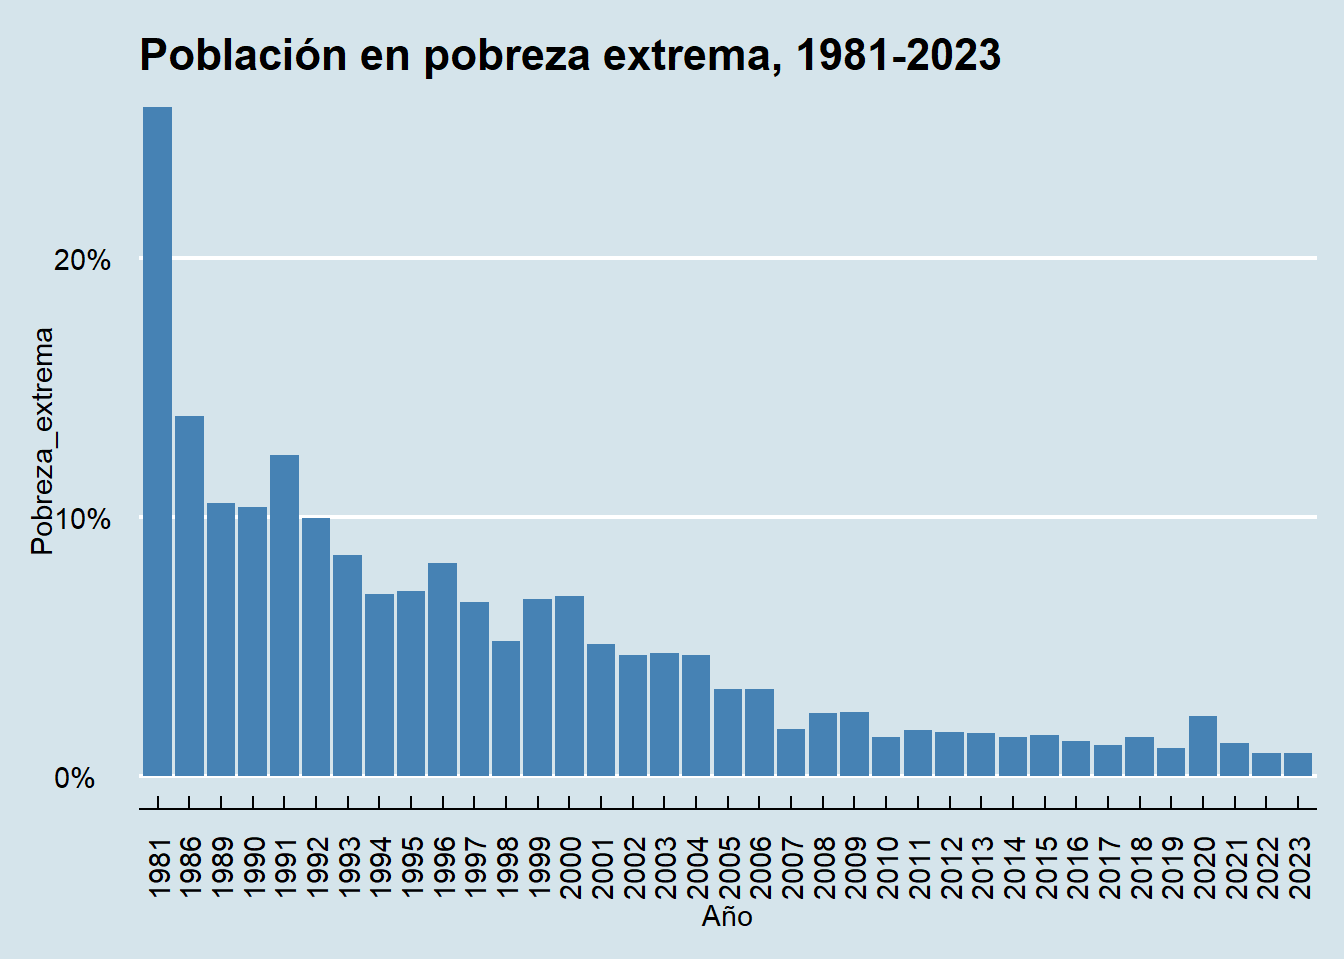 Población en pobreza extrema, 1981-2023
20%
10%
0%
Pobreza_extrema
1981 1986 1989 1990 1991 1992 1993 1994 1995 1996 1997 1998 1999 2000 2001 2002 2003 2004 2005 2006 2007 2008 2009 2010 2011 2012 2013 2014 2015 2016 2017 2018 2019 2020 2021 2022 2023
Año